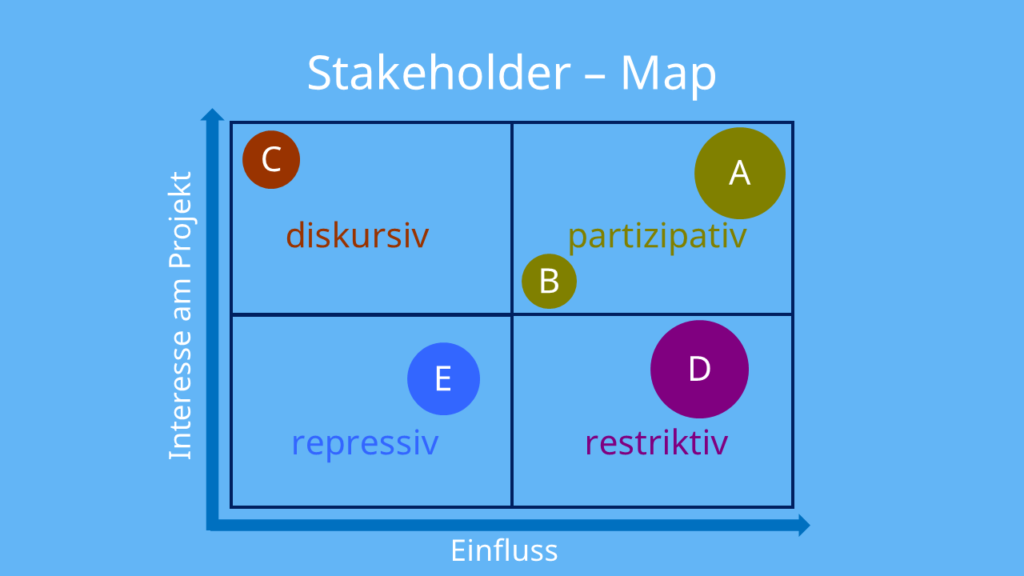 Stakeholder – Map
Interesse am Projekt
C
A
diskursiv
partizipativ
B
E
D
repressiv
restriktiv
Einfluss